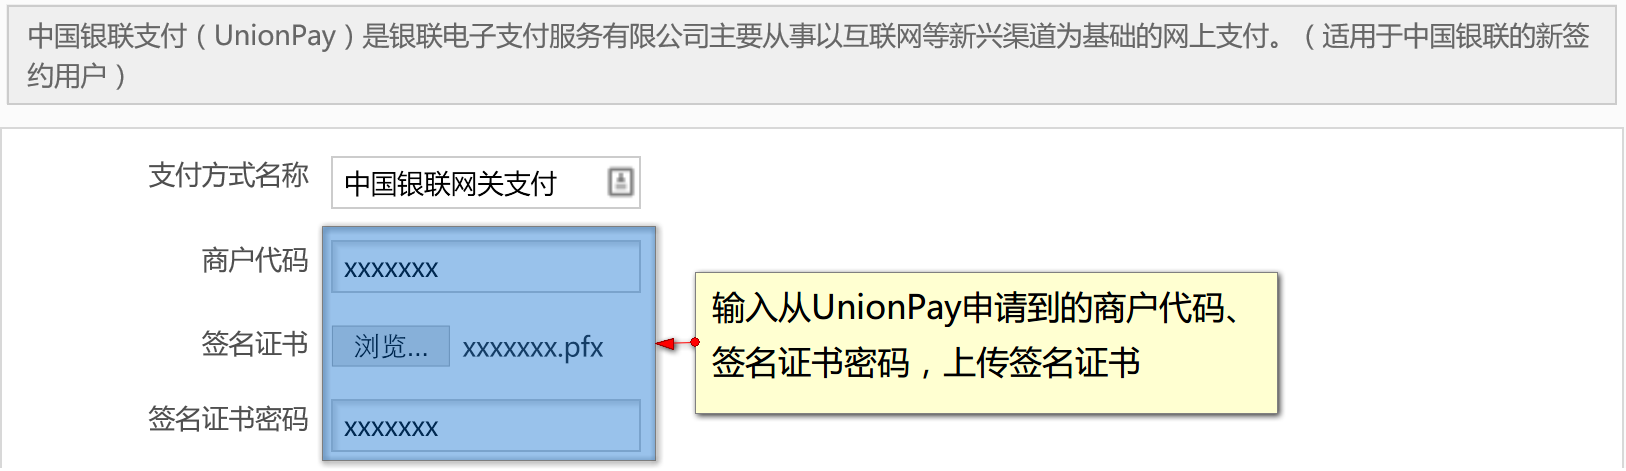 中国银联支付（UnionPay）是银联电子支付服务有限公司主要从事以互联网等新兴渠道为基础的网上支付。（适用于中国银联的新签
约用户）
支付方式名称 中国银联网关支付
商户代码 xxxxxxx
签名证书 浏览... xxxxxxx.pfx
签名证书密码 xxxxxxx
输入从UnionPay申请到的商户代码、
签名证书密码，上传签名证书